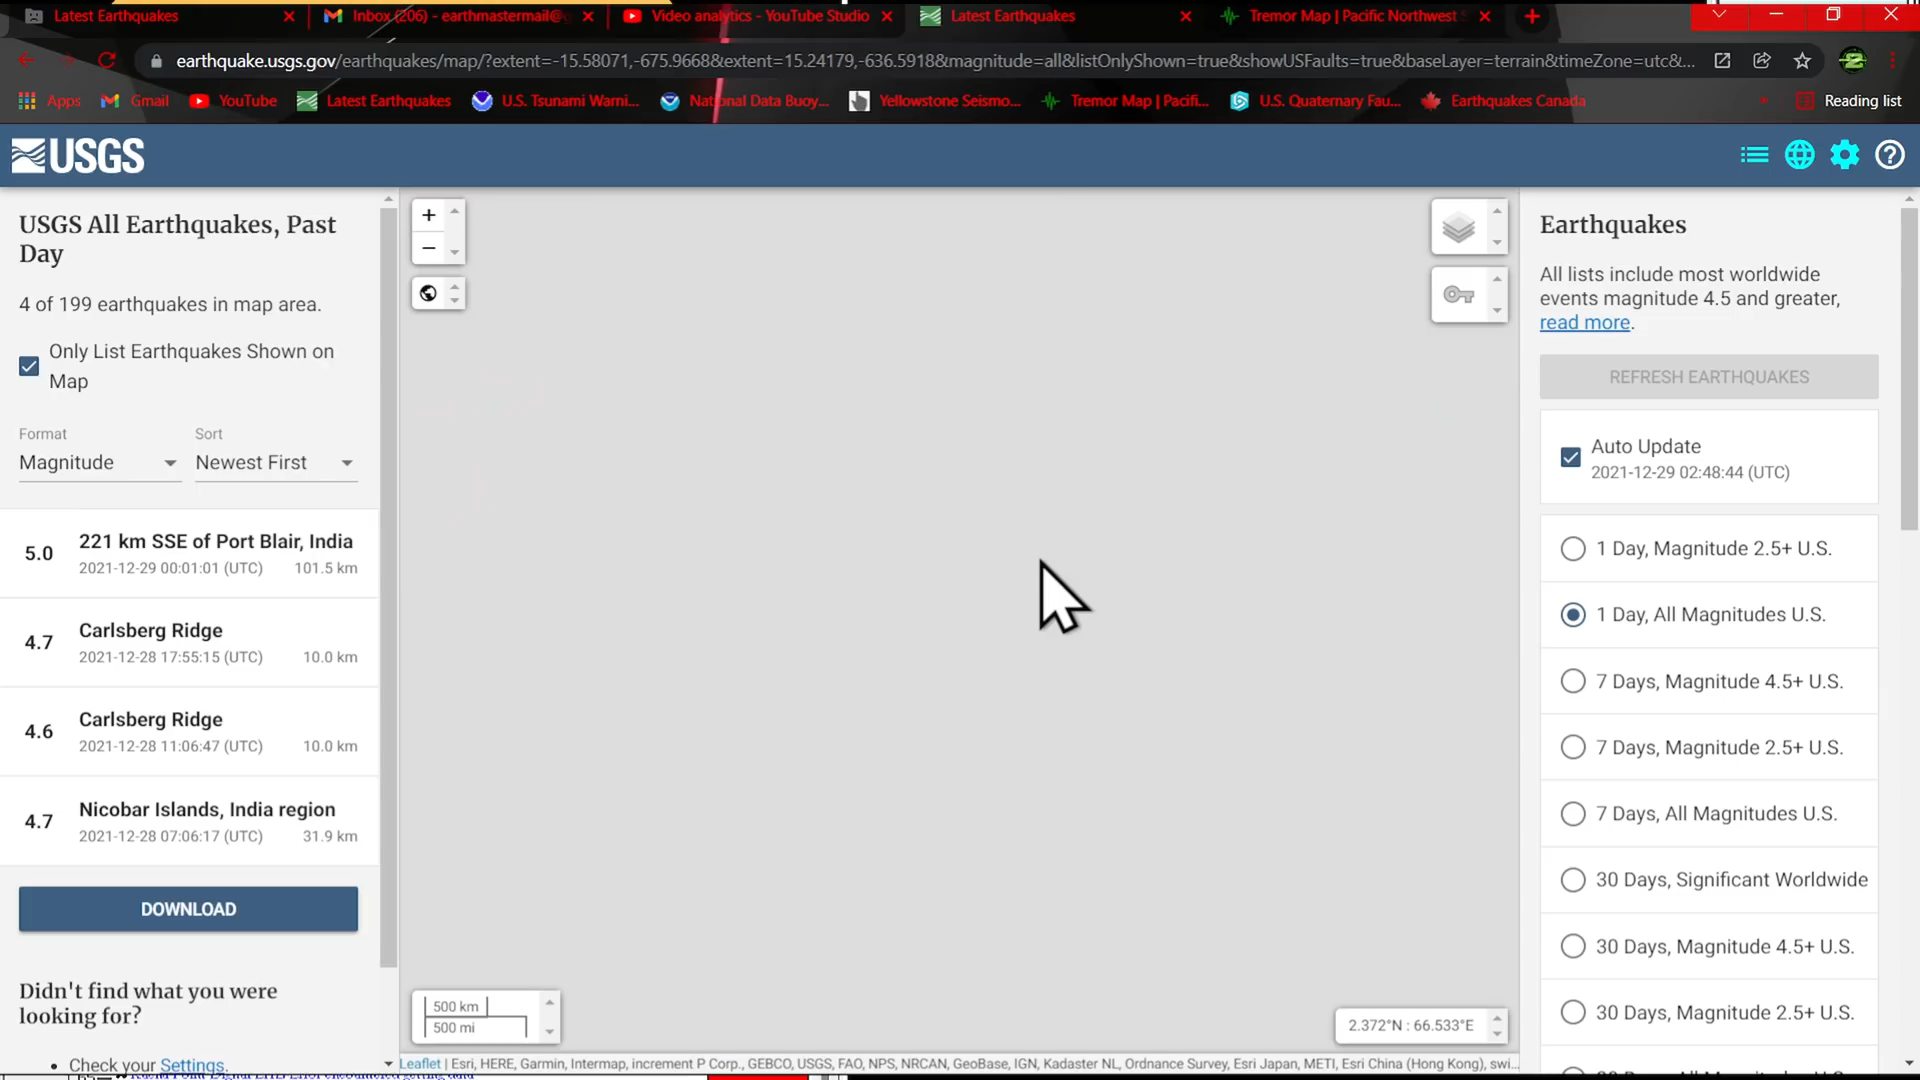 Latest Earthquakes
Inbox (206) - earthmastermail@g
Video analytics - YouTube Studio
Latest Earthquakes
Tremor Map | Pacific Northwest S
earthquake.usgs.gov/earthquakes/map/?extent=-15.58071,-675.9668&extent=15.24179,-636.5918&magnitude=all&listOnlyShown=true&showUSFaults=true&baseLayer=terrain&timeZone=utc&...
Apps
Gmail
YouTube
Latest Earthquakes
U.S. Tsunami Warni...
National Data Buoy...
Yellowstone Seismo...
Tremor Map | Pacifi...
U.S. Quaternary Fau...
Earthquakes Canada
Reading list
USGS
USGS All Earthquakes, Past
Day
4 of 199 earthquakes in map area.
Only List Earthquakes Shown on
Map
Format
Sort
Magnitude
Newest First
5.0
221 km SSE of Port Blair, India
2021-12-29 00:01:01 (UTC) 101.5 km
4.7
Carlsberg Ridge
2021-12-28 17:55:15 (UTC) 10.0 km
4.6
Carlsberg Ridge
2021-12-28 11:06:47 (UTC) 10.0 km
4.7
Nicobar Islands, India region
2021-12-28 07:06:17 (UTC) 31.9 km
DOWNLOAD
Didn't find what you were
looking for?
• Check your Settings.
+
−
500 km
500 mi
2.372°N : 66.533°E
Leaflet | Esri, HERE, Garmin, Intermap, increment P Corp., GEBCO, USGS, FAO, NPS, NRCAN, GeoBase, IGN, Kadaster NL, Ordnance Survey, Esri Japan, METI, Esri China (Hong Kong), swi...
Earthquakes
All lists include most worldwide
events magnitude 4.5 and greater,
read more.
REFRESH EARTHQUAKES
Auto Update
2021-12-29 02:48:44 (UTC)
1 Day, Magnitude 2.5+ U.S.
1 Day, All Magnitudes U.S.
7 Days, Magnitude 4.5+ U.S.
7 Days, Magnitude 2.5+ U.S.
7 Days, All Magnitudes U.S.
30 Days, Significant Worldwide
30 Days, Magnitude 4.5+ U.S.
30 Days, Magnitude 2.5+ U.S.